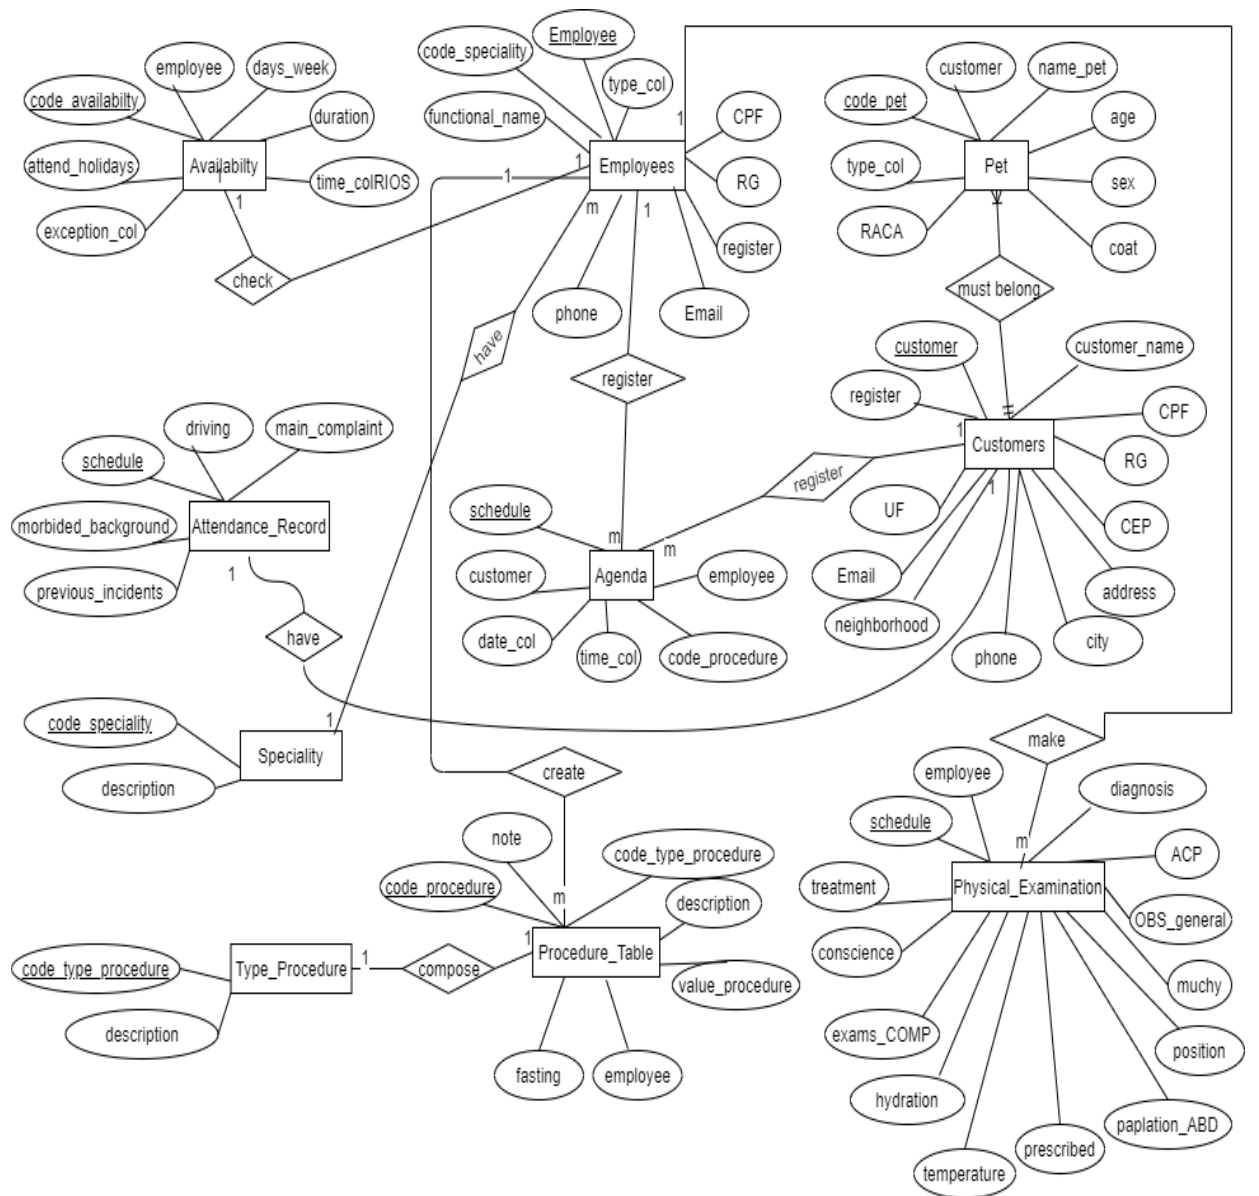 Employee
code_speciality
customer
name_pet
employee
days_week
type_col
code_availabilty
code_pet
duration
functional_name
CPF
1
age
Availabilty
1
Employees
Pet
attend_holidays
1
1
type_col
time_colRIOS
RG
sex
1
m
1
exception_col
RACA
register
coat
check
must belong
phone
Email
have
customer
customer_name
register
register
driving
main_complaint
CPF
1
Customers
schedule
RG
register
1
schedule
UF
morbided_background
Attendance_Record
CEP
m
m
1
customer
Agenda
employee
Email
previous_incidents
address
neighborhood
have
date_col
time_col
code_procedure
city
phone
code_speciality
1
make
Speciality
create
employee
description
diagnosis
schedule
note
m
code_type_procedure
ACP
code_procedure
treatment
Physical_Examination
m
description
OBS_general
1
conscience
Type_Procedure
1
compose
Procedure_Table
code_type_procedure
value_procedure
muchy
description
exams_COMP
position
fasting
employee
hydration
paplation_ABD
prescribed
temperature